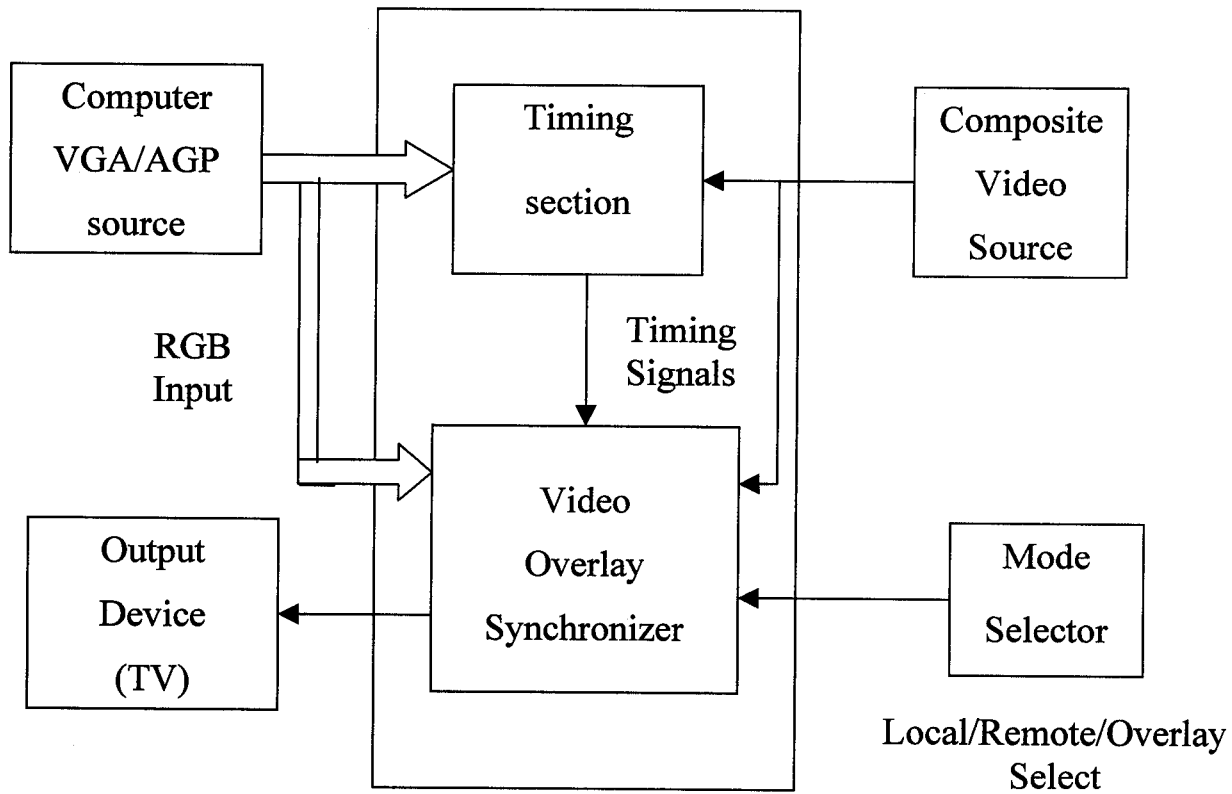 Computer
VGA/AGP
source
Timing
section
Composite
Video
Source
RGB
Input
Timing
Signals
Output
Device
(TV)
Video
Overlay
Synchronizer
Mode
Selector
Local/Remote/Overlay
Select